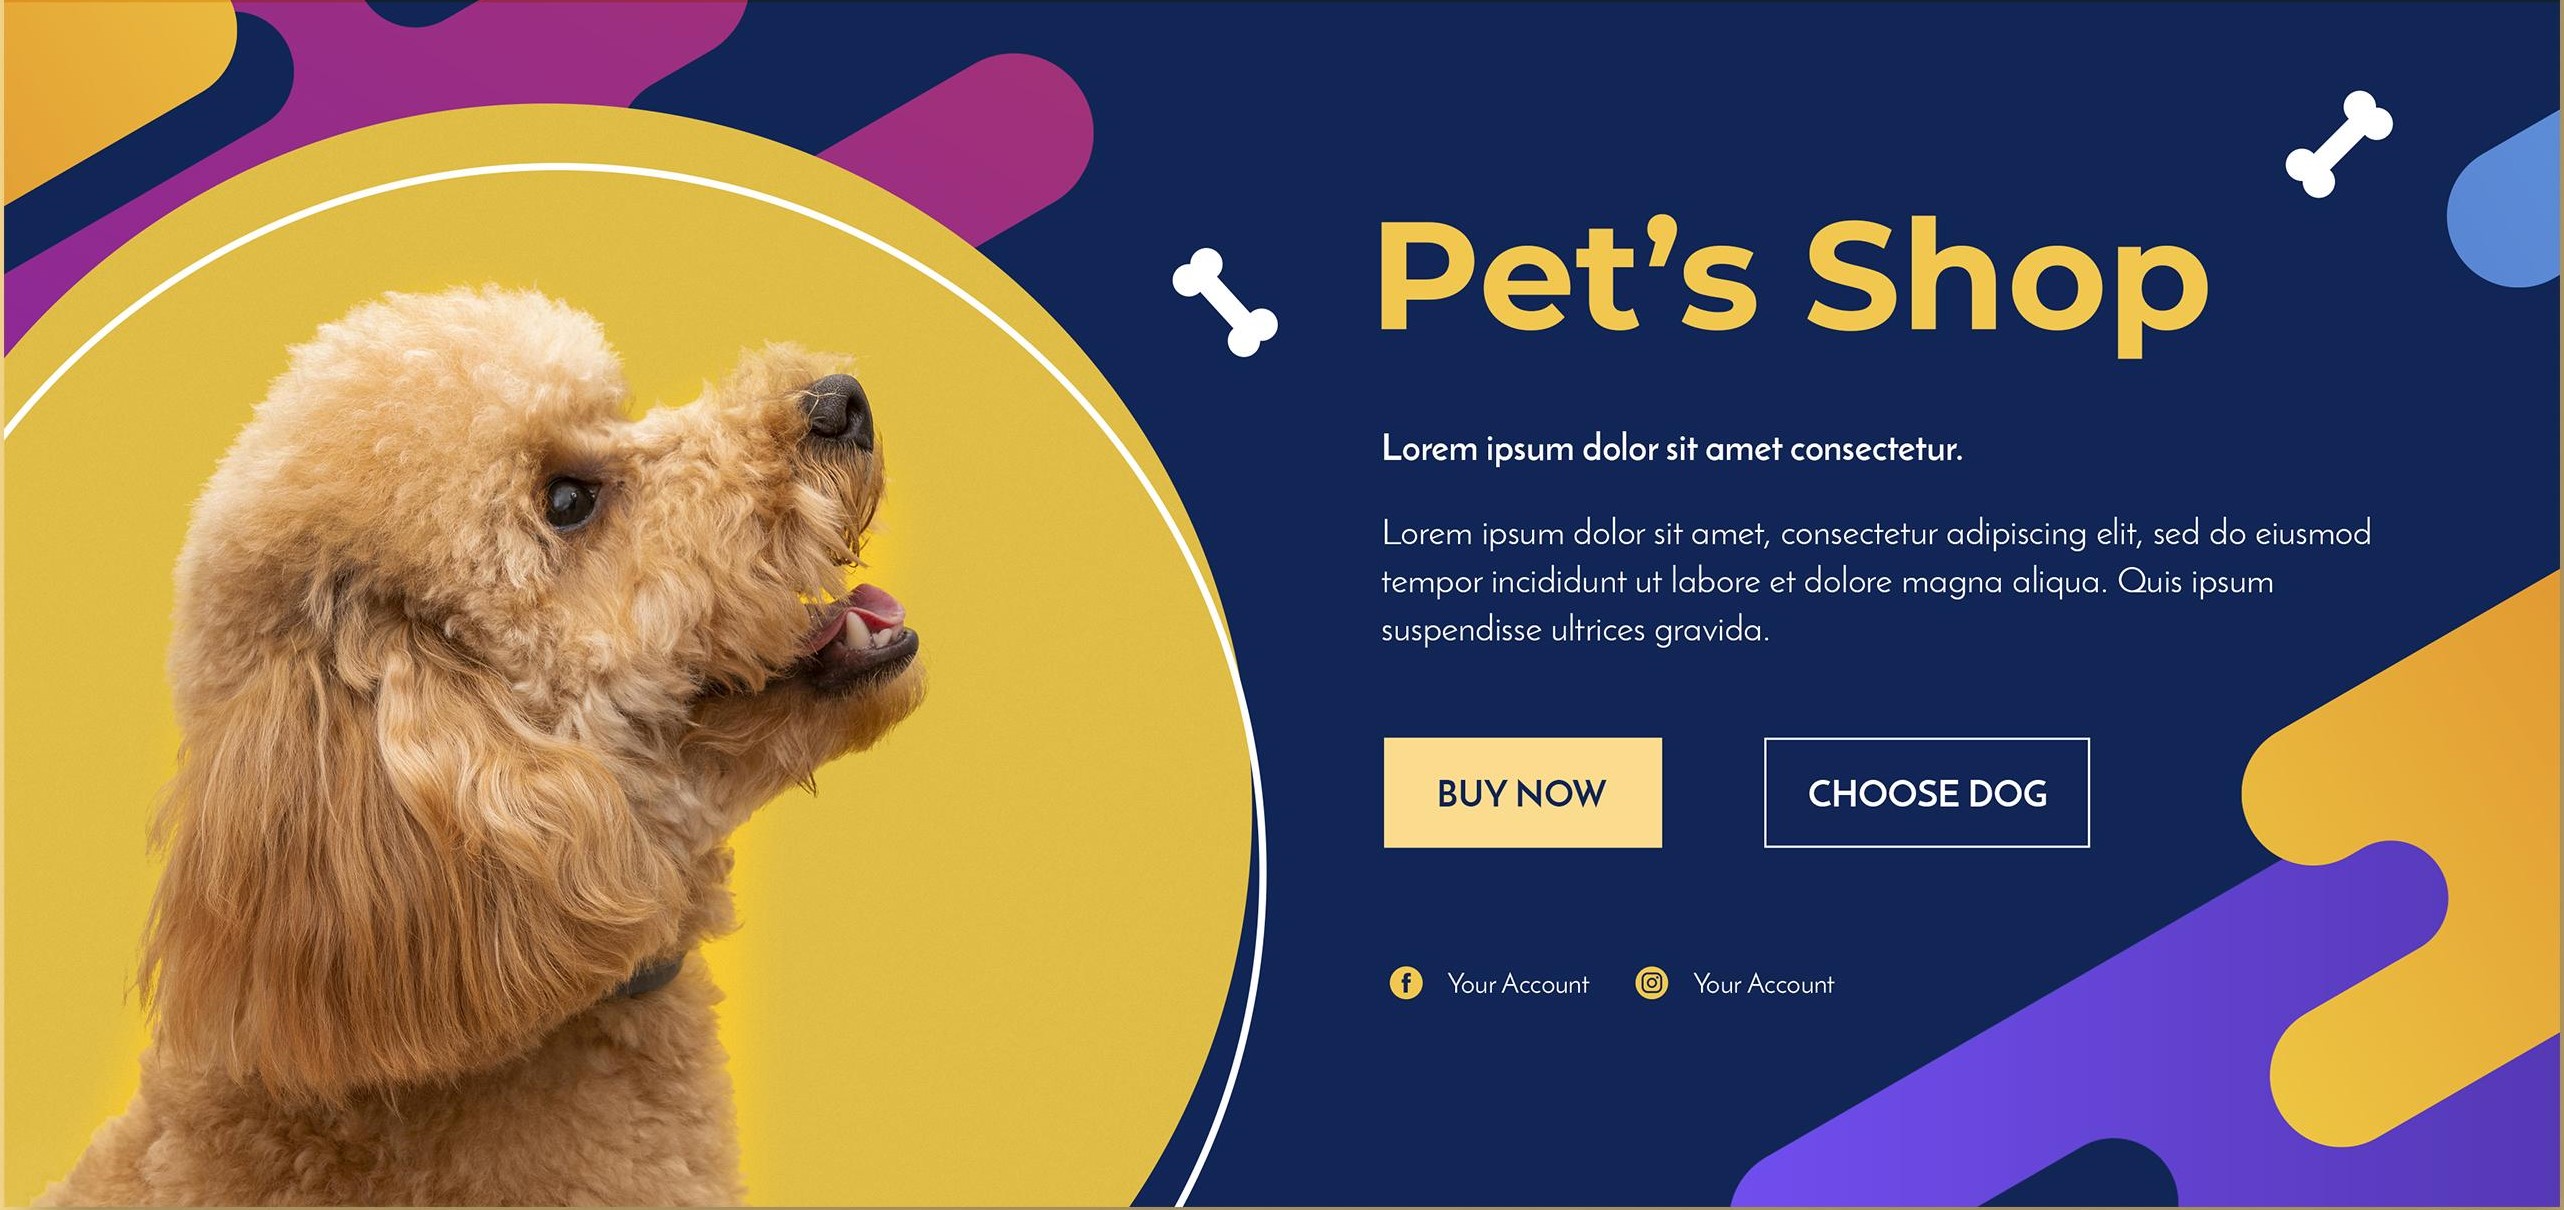 Pet’s Shop
Lorem ipsum dolor sit amet consectetur.
Lorem ipsum dolor sit amet, consectetur adipiscing elit, sed do eiusmod
tempor incididunt ut labore et dolore magna aliqua. Quis ipsum
suspendisse ultrices gravida.
BUY NOW CHOOSE DOG
Your Account Your Account